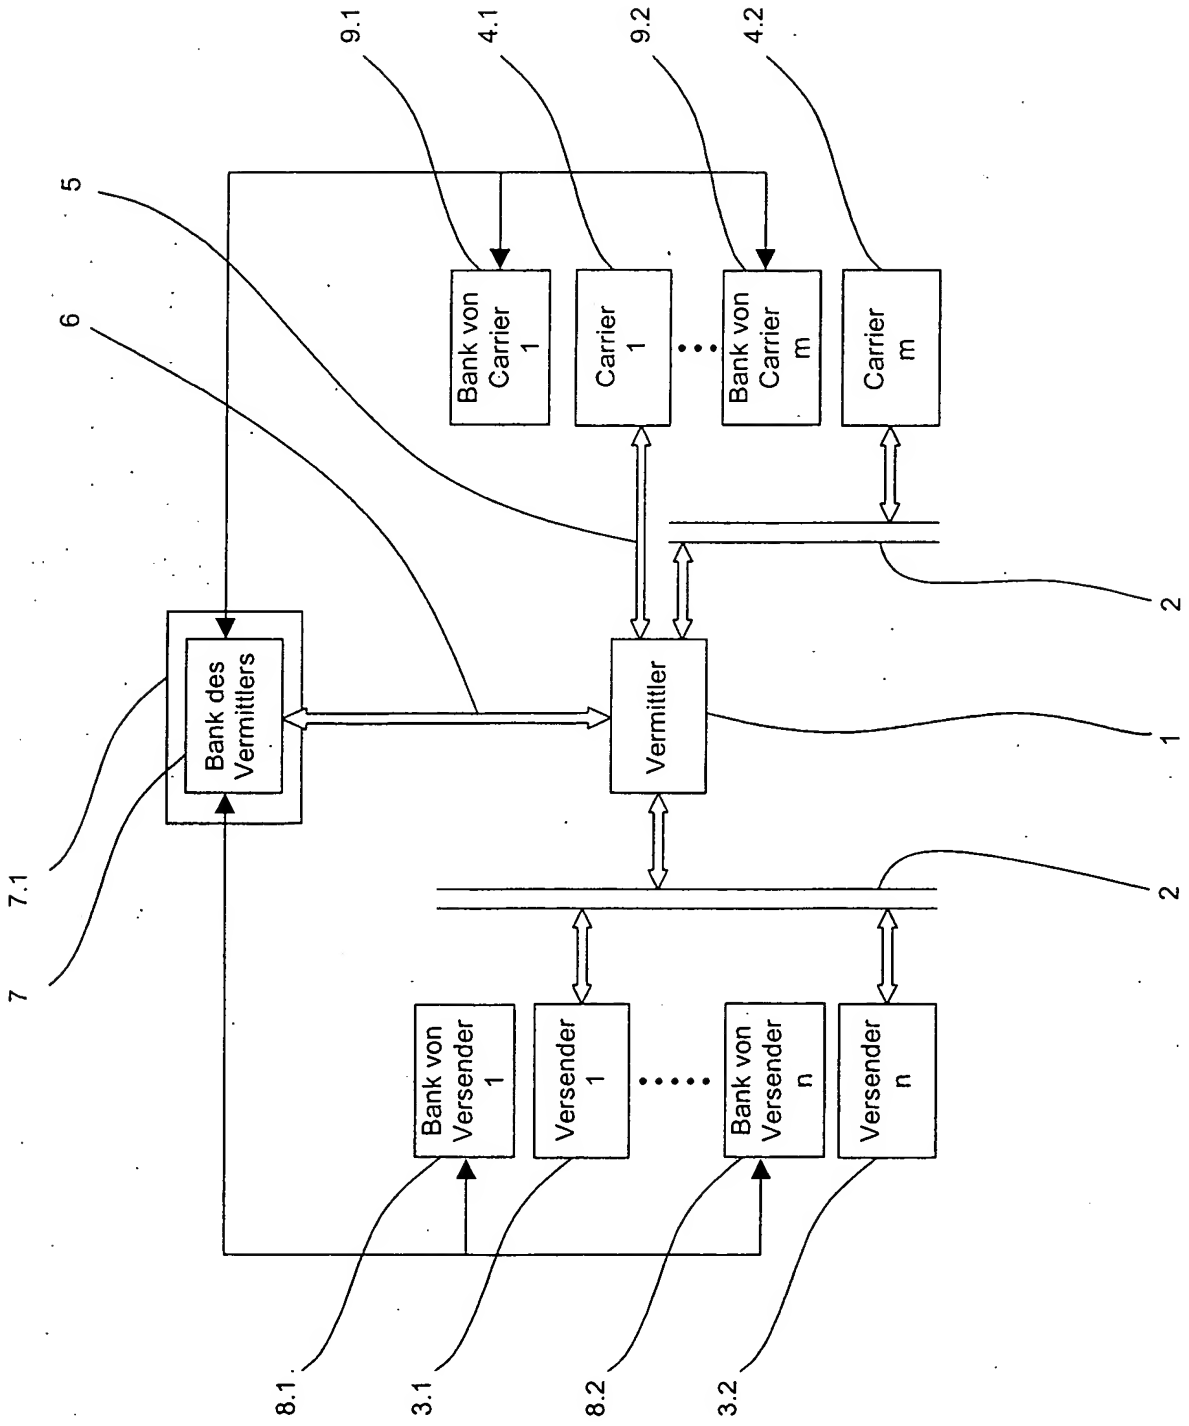 7.1
7
6
5
Bank des
Vermittlers
9.1
4.1
9.2
4.2
Bank von
Carrier
1
Carrier
1
Bank von
Carrier
m
Carrier
m
Vermittler
2
1
2
Bank von
Versender
1
Versender
1
Bank von
Versender
n
Versender
n
8.1
3.1
8.2
3.2